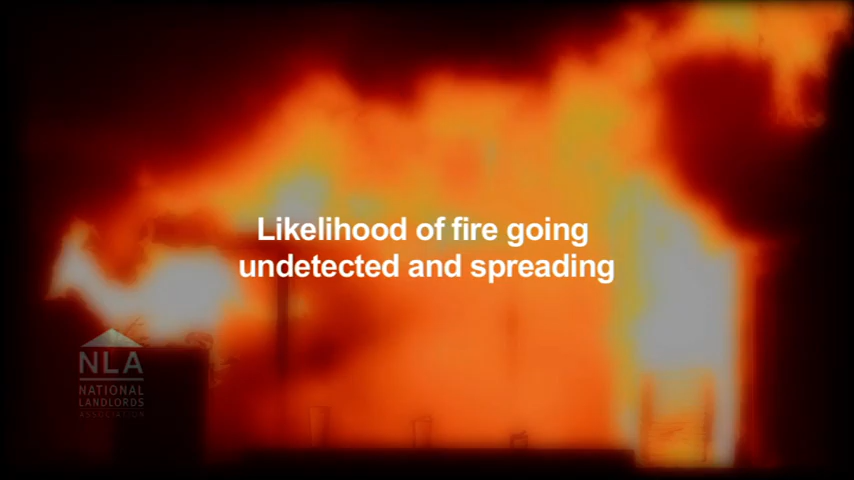 Likelihood of fire going
undetected and spreading
NLA
NATIONAL
LANDLORDS
ASSOCIATION